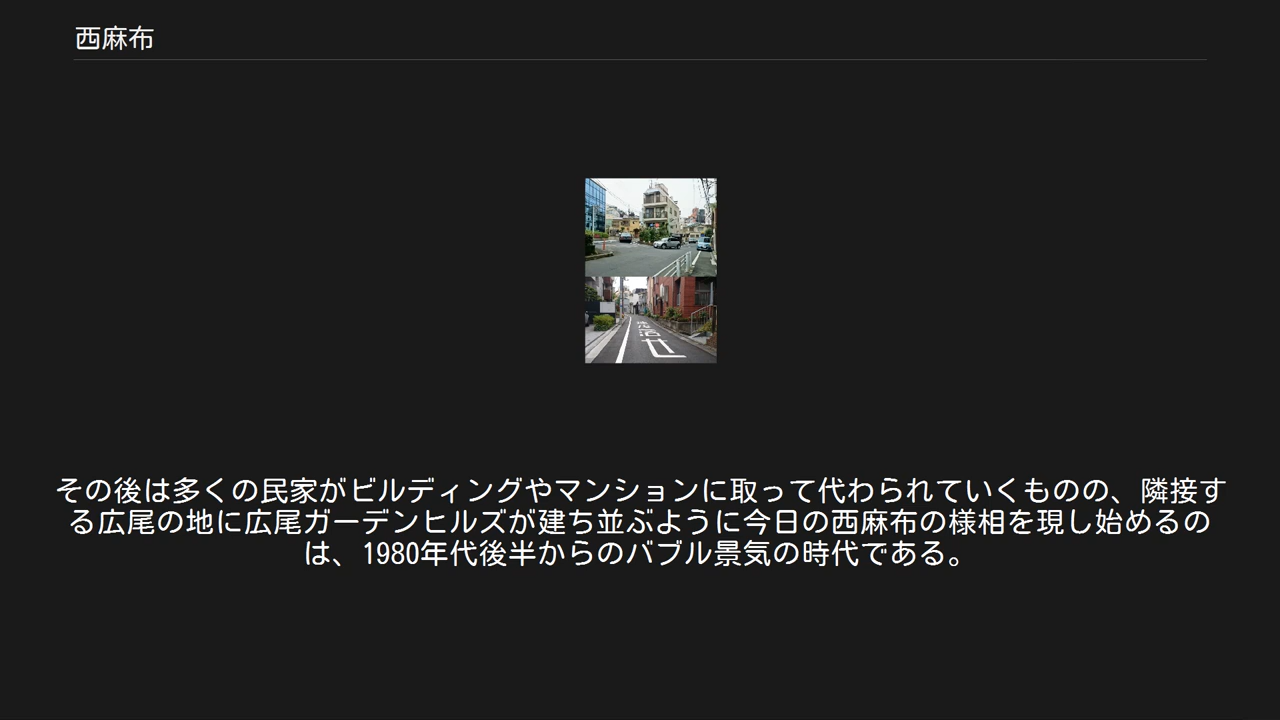 西麻布
その後は多くの民家がビルディングやマンションに取って代わられていくものの、隣接す
る広尾の地に広尾ガーデンヒルズが建ち並ぶように今日の西麻布の様相を現し始めるの
は、1980年代後半からのバブル景気の時代である。